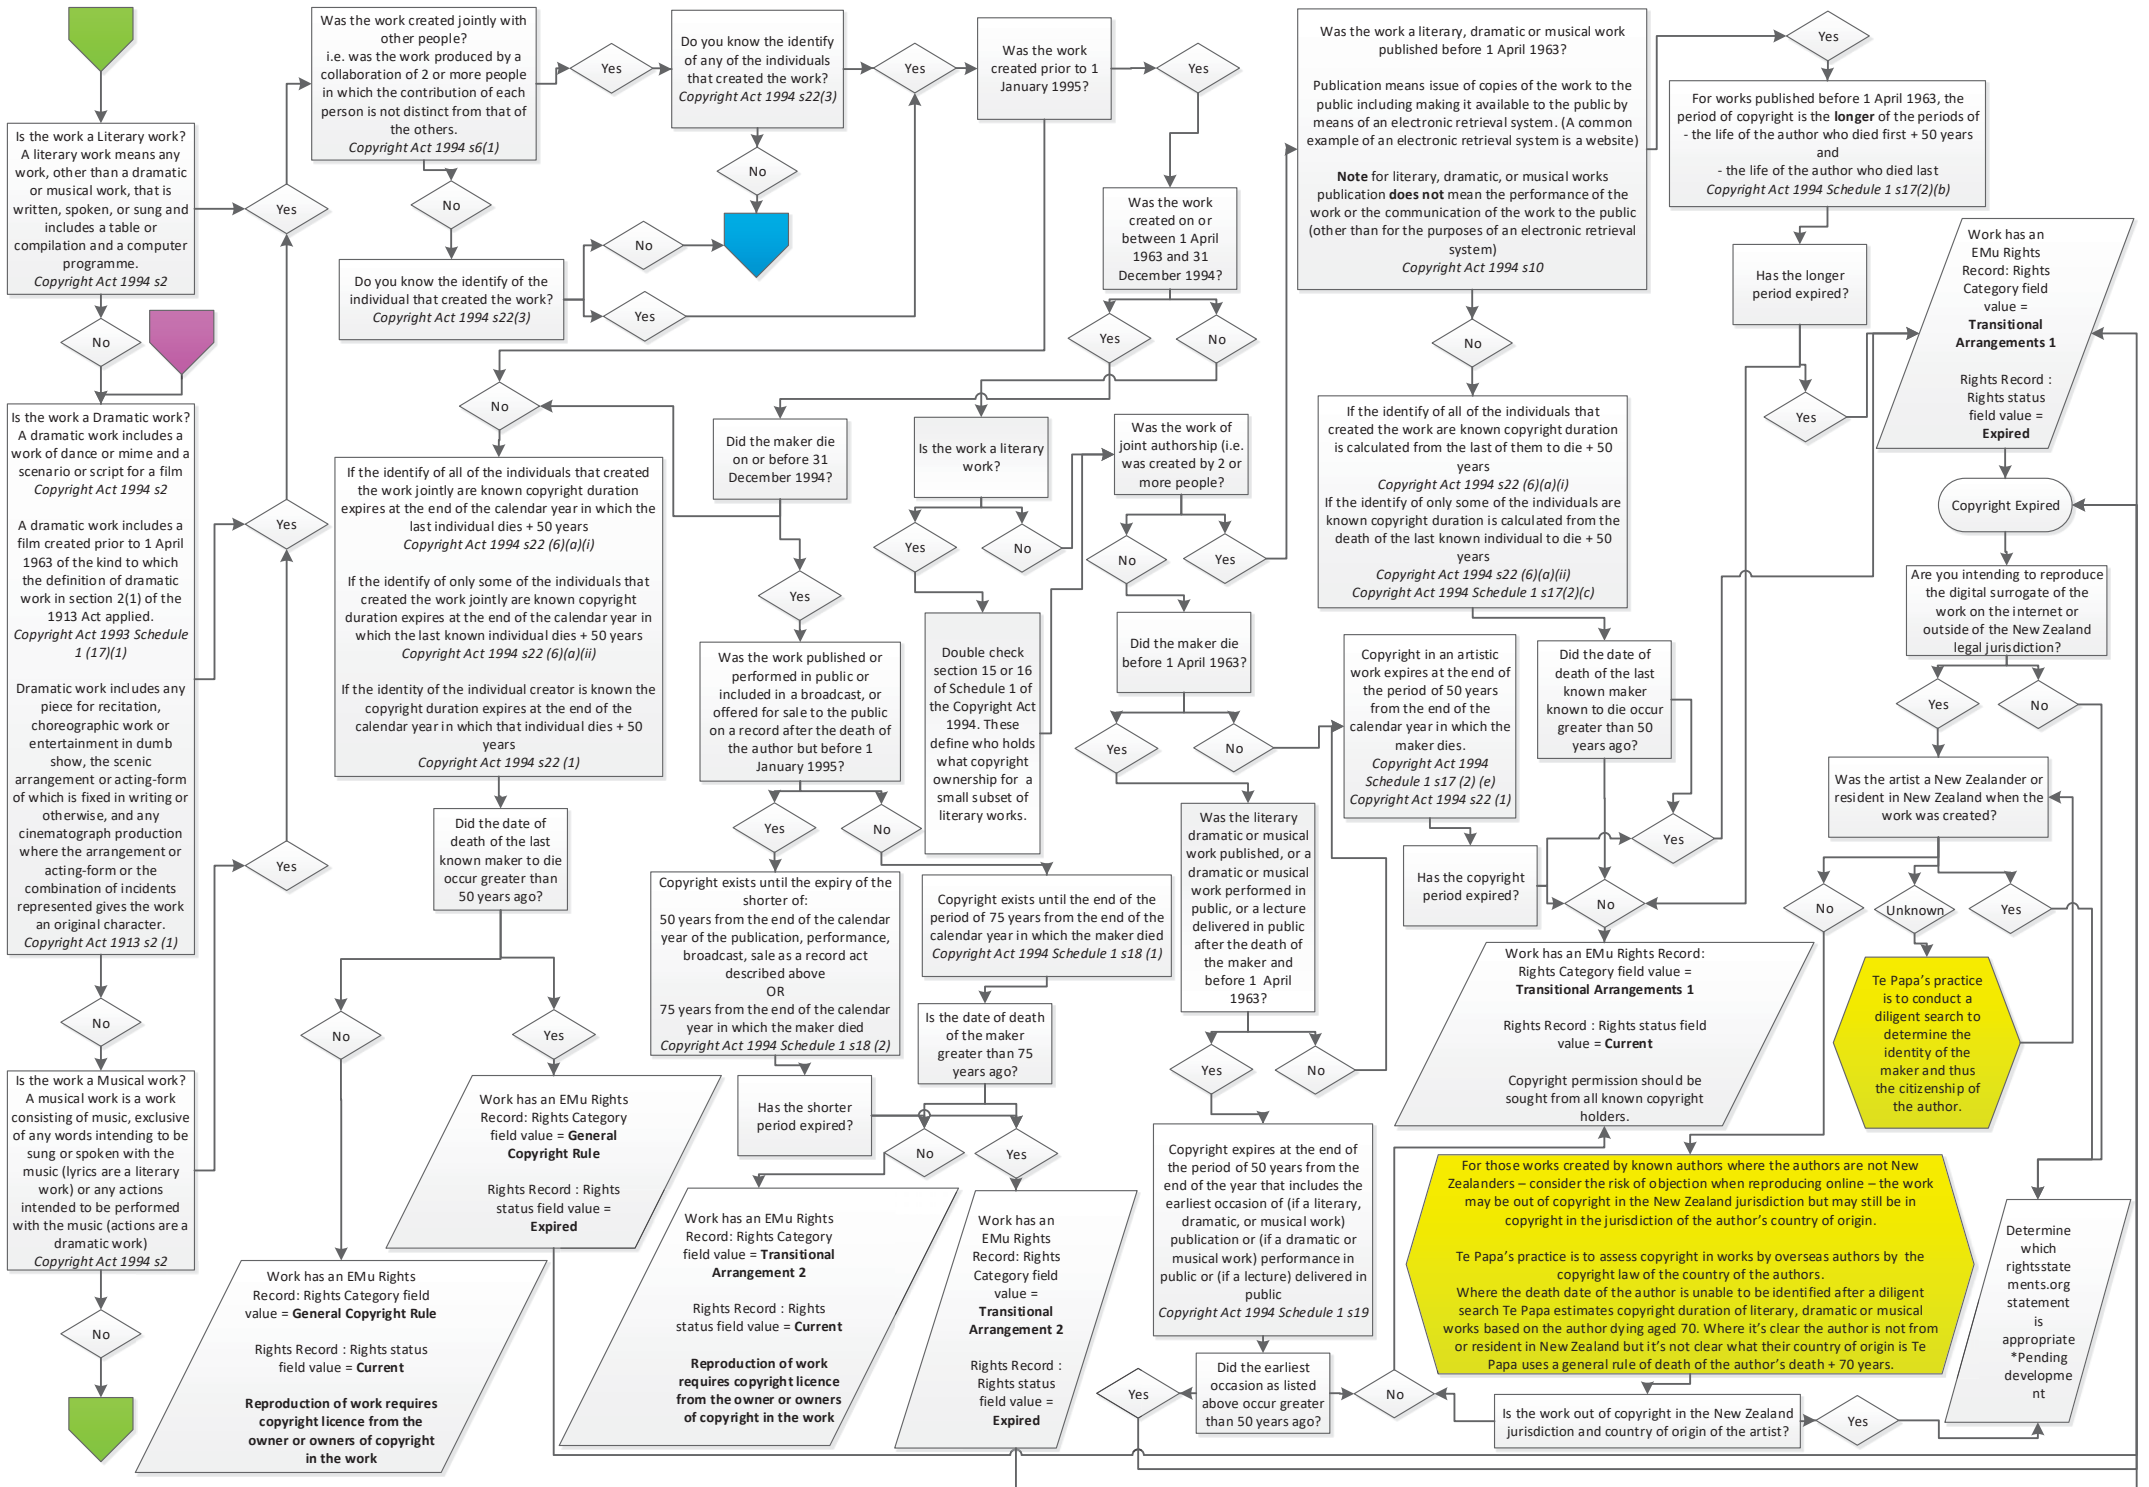 Is the work a Literary work?
A literary work means any
work, other than a dramatic
or musical work, that is
written, spoken, or sung and
includes a table or
compilation and a computer
programme.
Copyright Act 1994 s2
Yes
No
Is the work a Dramatic work?
A dramatic work includes a
work of dance or mime and a
scenario or script for a film
Copyright Act 1994 s2
A dramatic work includes a
film created prior to 1 April
1963 of the kind to which
the definition of dramatic
work in section 2(1) of the
1913 Act applied.
Copyright Act 1993 Schedule
1 (17)(1)
Dramatic work includes any
piece for recitation,
choreographic work or
entertainment in dumb
show, the scenic
arrangement or acting-form
of which is fixed in writing or
otherwise, and any
cinematograph production
where the arrangement or
acting-form or the
combination of incidents
represented gives the work
an original character.
Copyright Act 1913 s2 (1)
Yes
No
Is the work a Musical work?
A musical work is a work
consisting of music, exclusive
of any words intending to be
sung or spoken with the
music (lyrics are a literary
work) or any actions
intended to be performed
with the music (actions are a
dramatic work)
Copyright Act 1994 s2
Yes
No
Was the work created jointly with
other people?
i.e. was the work produced by a
collaboration of 2 or more people
in which the contribution of each
person is not distinct from that of
the others.
Copyright Act 1994 s6(1)
Yes
No
Do you know the identify of the
individual that created the work?
Copyright Act 1994 s22(3)
No
Yes
Do you know the identify
of any of the individuals
that created the work?
Copyright Act 1994 s22(3)
Yes
No
Was the work
created prior to 1
January 1995?
Yes
No
If the identify of all of the individuals that created
the work jointly are known copyright duration
expires at the end of the calendar year in which the
last individual dies + 50 years
Copyright Act 1994 s22 (6)(a)(i)
If the identify of only some of the individuals that
created the work jointly are known copyright
duration expires at the end of the calendar year in
which the last known individual dies + 50 years
Copyright Act 1994 s22 (6)(a)(ii)
If the identity of the individual creator is known the
copyright duration expires at the end of the
calendar year in which that individual dies + 50
years
Copyright Act 1994 s22 (1)
Did the date of
death of the last
known maker to die
occur greater than
50 years ago?
No
Yes
Work has an EMu Rights
Record: Rights Category
field value = General
Copyright Rule
Rights Record : Rights
status field value =
Expired
Work has an EMu Rights
Record: Rights Category field
value = General Copyright Rule
Rights Record : Rights status
field value = Current
Reproduction of work requires
copyright licence from the
owner or owners of copyright
in the work
Was the work
created on or
between 1 April
1963 and 31
December 1994?
Yes
No
Did the maker die
on or before 31
December 1994?
Yes
Was the work published or
performed in public or
included in a broadcast, or
offered for sale to the public
on a record after the death of
the author but before 1
January 1995?
Yes
No
Copyright exists until the expiry of the
shorter of:
50 years from the end of the calendar
year of the publication, performance,
broadcast, sale as a record act
described above
OR
75 years from the end of the calendar
year in which the maker died
Copyright Act 1994 Schedule 1 s18 (2)
Has the shorter
period expired?
Copyright exists until the end of the
period of 75 years from the end of the
calendar year in which the maker died
Copyright Act 1994 Schedule 1 s18 (1)
Is the date of death
of the maker
greater than 75
years ago?
No
Yes
Work has an EMu Rights
Record: Rights Category
field value = Transitional
Arrangement 2
Rights Record : Rights
status field value = Current
Reproduction of work
requires copyright licence
from the owner or owners
of copyright in the work
Work has an
EMu Rights
Record: Rights
Category field
value =
Transitional
Arrangement 2
Rights Record :
Rights status
field value =
Expired
Is the work a literary
work?
Yes
No
Double check
section 15 or 16
of Schedule 1 of
the Copyright Act
1994. These
define who holds
what copyright
ownership for a
small subset of
literary works.
Was the work of
joint authorship (i.e.
was created by 2 or
more people?
No
Yes
Did the maker die
before 1 April 1963?
Yes
No
Was the literary
dramatic or musical
work published, or a
dramatic or musical
work performed in
public, or a lecture
delivered in public
after the death of
the maker and
before 1 April
1963?
Yes
No
Copyright expires at the end of
the period of 50 years from the
end of the year that includes the
earliest occasion of (if a literary,
dramatic, or musical work)
publication or (if a dramatic or
musical work) performance in
public or (if a lecture) delivered in
public
Copyright Act 1994 Schedule 1 s19
Did the earliest
occasion as listed
above occur greater
than 50 years ago?
Yes
No
Was the work a literary, dramatic or musical work
published before 1 April 1963?
Publication means issue of copies of the work to the
public including making it available to the public by
means of an electronic retrieval system. (A common
example of an electronic retrieval system is a website)
Note for literary, dramatic, or musical works
publication does not mean the performance of the
work or the communication of the work to the public
(other than for the purposes of an electronic retrieval
system)
Copyright Act 1994 s10
Yes
No
If the identify of all of the individuals that
created the work are known copyright duration
is calculated from the last of them to die + 50
years
Copyright Act 1994 s22 (6)(a)(i)
If the identify of only some of the individuals are
known copyright duration is calculated from the
death of the last known individual to die + 50
years
Copyright Act 1994 s22 (6)(a)(ii)
Copyright Act 1994 Schedule 1 s17(2)(c)
Copyright in an artistic
work expires at the end of
the period of 50 years
from the end of the
calendar year in which the
maker dies.
Copyright Act 1994
Schedule 1 s17 (2) (e)
Copyright Act 1994 s22 (1)
Has the copyright
period expired?
Did the date of
death of the last
known maker
known to die occur
greater than 50
years ago?
Yes
No
Work has an EMu Rights Record:
Rights Category field value =
Transitional Arrangements 1
Rights Record : Rights status field
value = Current
Copyright permission should be
sought from all known copyright
holders.
For works published before 1 April 1963, the
period of copyright is the longer of the periods of
- the life of the author who died first + 50 years
and
- the life of the author who died last
Copyright Act 1994 Schedule 1 s17(2)(b)
Has the longer
period expired?
Yes
Work has an
EMu Rights
Record: Rights
Category field
value =
Transitional
Arrangements 1
Rights Record :
Rights status
field value =
Expired
Copyright Expired
Are you intending to reproduce
the digital surrogate of the
work on the internet or
outside of the New Zealand
legal jurisdiction?
Yes
No
Was the artist a New Zealander or
resident in New Zealand when the
work was created?
No
Unknown
Yes
Te Papa's practice
is to conduct a
diligent search to
determine the
identity of the
maker and thus
the citizenship of
the author.
For those works created by known authors where the authors are not New
Zealanders – consider the risk of objection when reproducing online – the work
may be out of copyright in the New Zealand jurisdiction but may still be in
copyright in the jurisdiction of the author's country of origin.
Te Papa's practice is to assess copyright in works by overseas authors by the
copyright law of the country of the authors.
Where the death date of the author is unable to be identified after a diligent
search Te Papa estimates copyright duration of literary, dramatic or musical
works based on the author dying aged 70. Where it's clear the author is not from
or resident in New Zealand but it's not clear what their country of origin is Te
Papa uses a general rule of death of the author's death + 70 years.
Is the work out of copyright in the New Zealand
jurisdiction and country of origin of the artist?
Yes
Determine
which
rightsstate
ments.org
statement
is
appropriate
*Pending
developme
nt